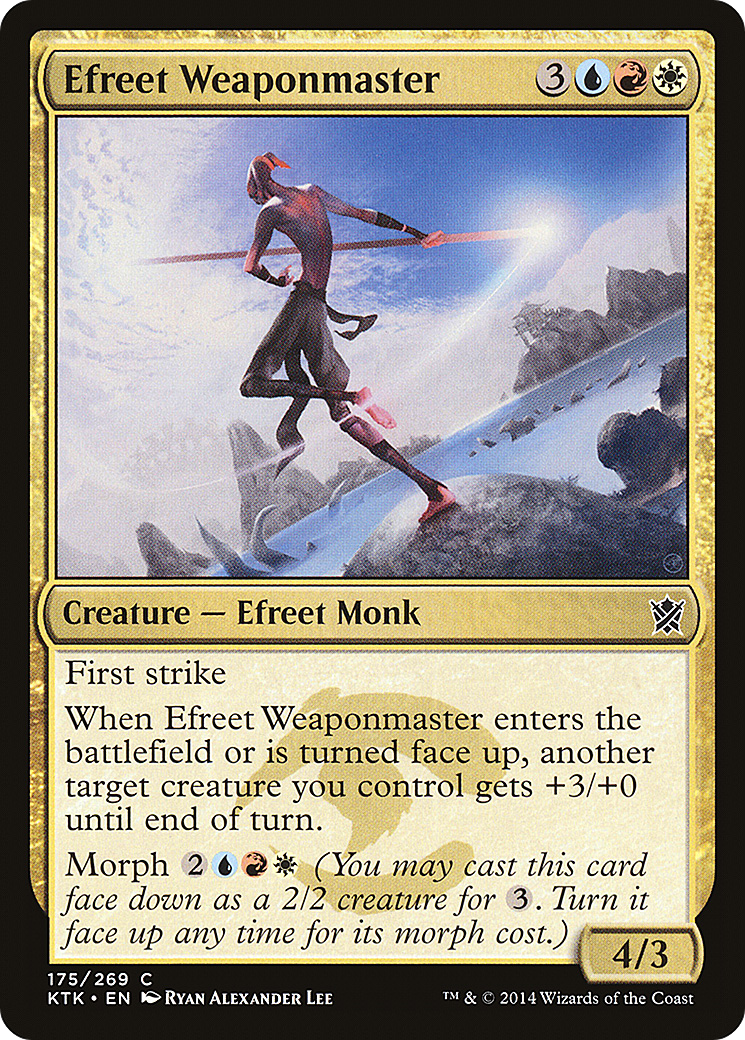 Efreet Weaponmaster 3
Creature — Efreet Monk
First strike
When Efreet Weaponmaster enters the
battlefield or is turned face up, another
target creature you control gets +3/+0
until end of turn.
Morph 2 (You may cast this card
face down as a 2/2 creature for 3. Turn it
face up any time for its morph cost.)
4/3
175/269 C
KTK • EN Ryan Alexander Lee
™ & © 2014 Wizards of the Coast